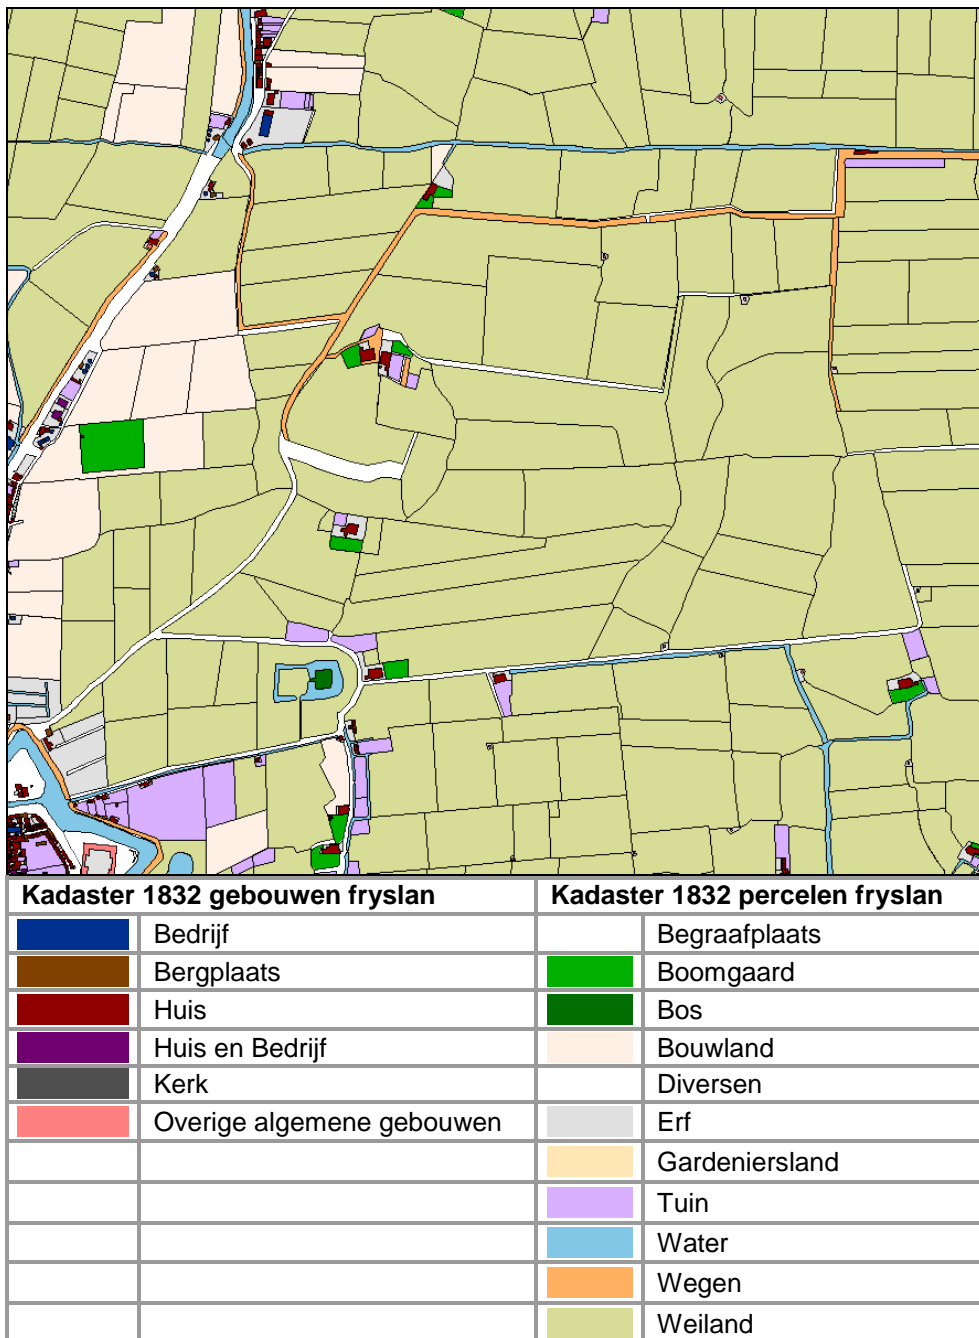 Kadaster 1832 gebouwen fryslan Kadaster 1832 percelen fryslan
Bedrijf Begraafplaats
Bergplaats Boomgaard
Huis Bos
Huis en Bedrijf Bouwland
Kerk Diversen
Overige algemene gebouwen Erf
Gardeniersland
Tuin
Water
Wegen
Weiland